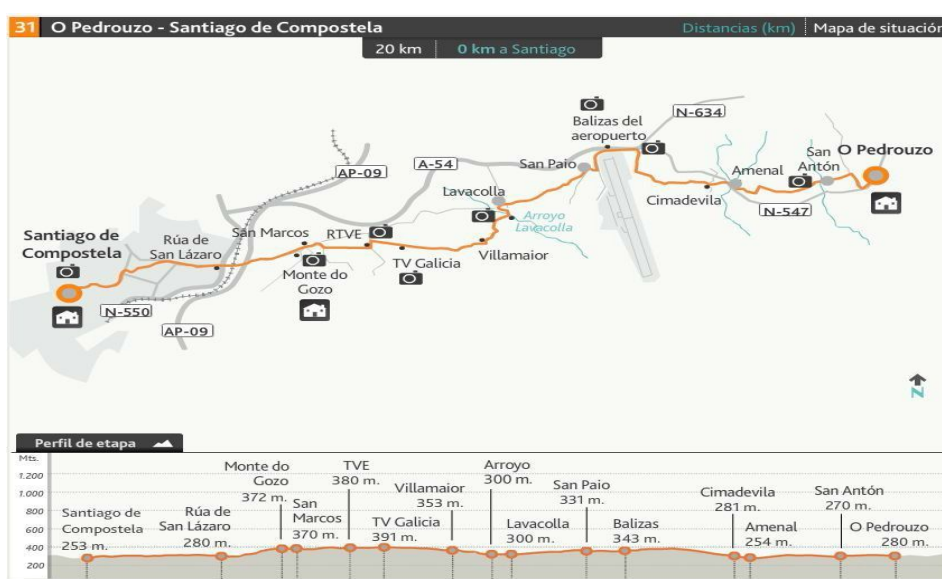 31 O Pedrouzo - Santiago de Compostela
Distancias (km) Mapa de situación
20 km 0 km a Santiago
Balizas del
aeropuerto
N-634
AP-09
A-54
San Paio
San
Antón
O Pedrouzo
Amenal
Lavacolla
Cimadevila
N-547
Arroyo
Lavacolla
Santiago de
Compostela
Rúa de
San Lázaro
San Marcos
RTVE
Villamaior
TV Galicia
Monte do
Gozo
N-550
AP-09
N
Perfil de etapa
Mts.
1.200
1.000
800
600
400
200
Santiago de
Compostela
253 m.
Rúa de
San Lázaro
280 m.
Monte do
Gozo
372 m.
San
Marcos
370 m.
TVE
380 m.
TV Galicia
391 m.
Villamaior
353 m.
Arroyo
300 m.
Lavacolla
300 m.
San Paio
331 m.
Balizas
343 m.
Cimadevila
281 m.
Amenal
254 m.
San Antón
270 m.
O Pedrouzo
280 m.